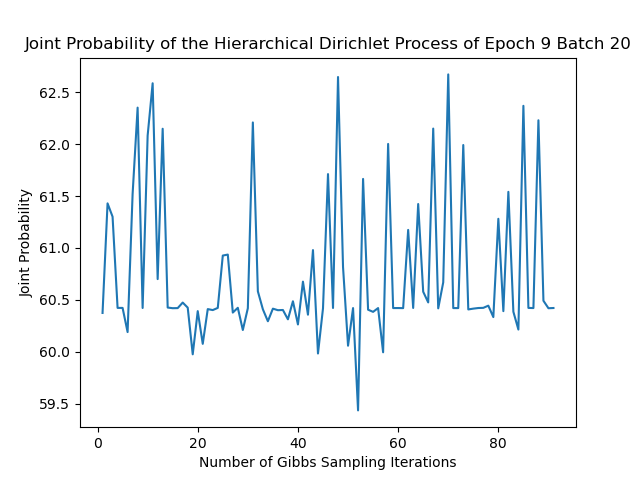 Joint Probability of the Hierarchical Dirichlet Process of Epoch 9 Batch 20
62.5
62.0
61.5
61.0
60.5
60.0
59.5
Joint Probability
0 20 40 60 80
Number of Gibbs Sampling Iterations